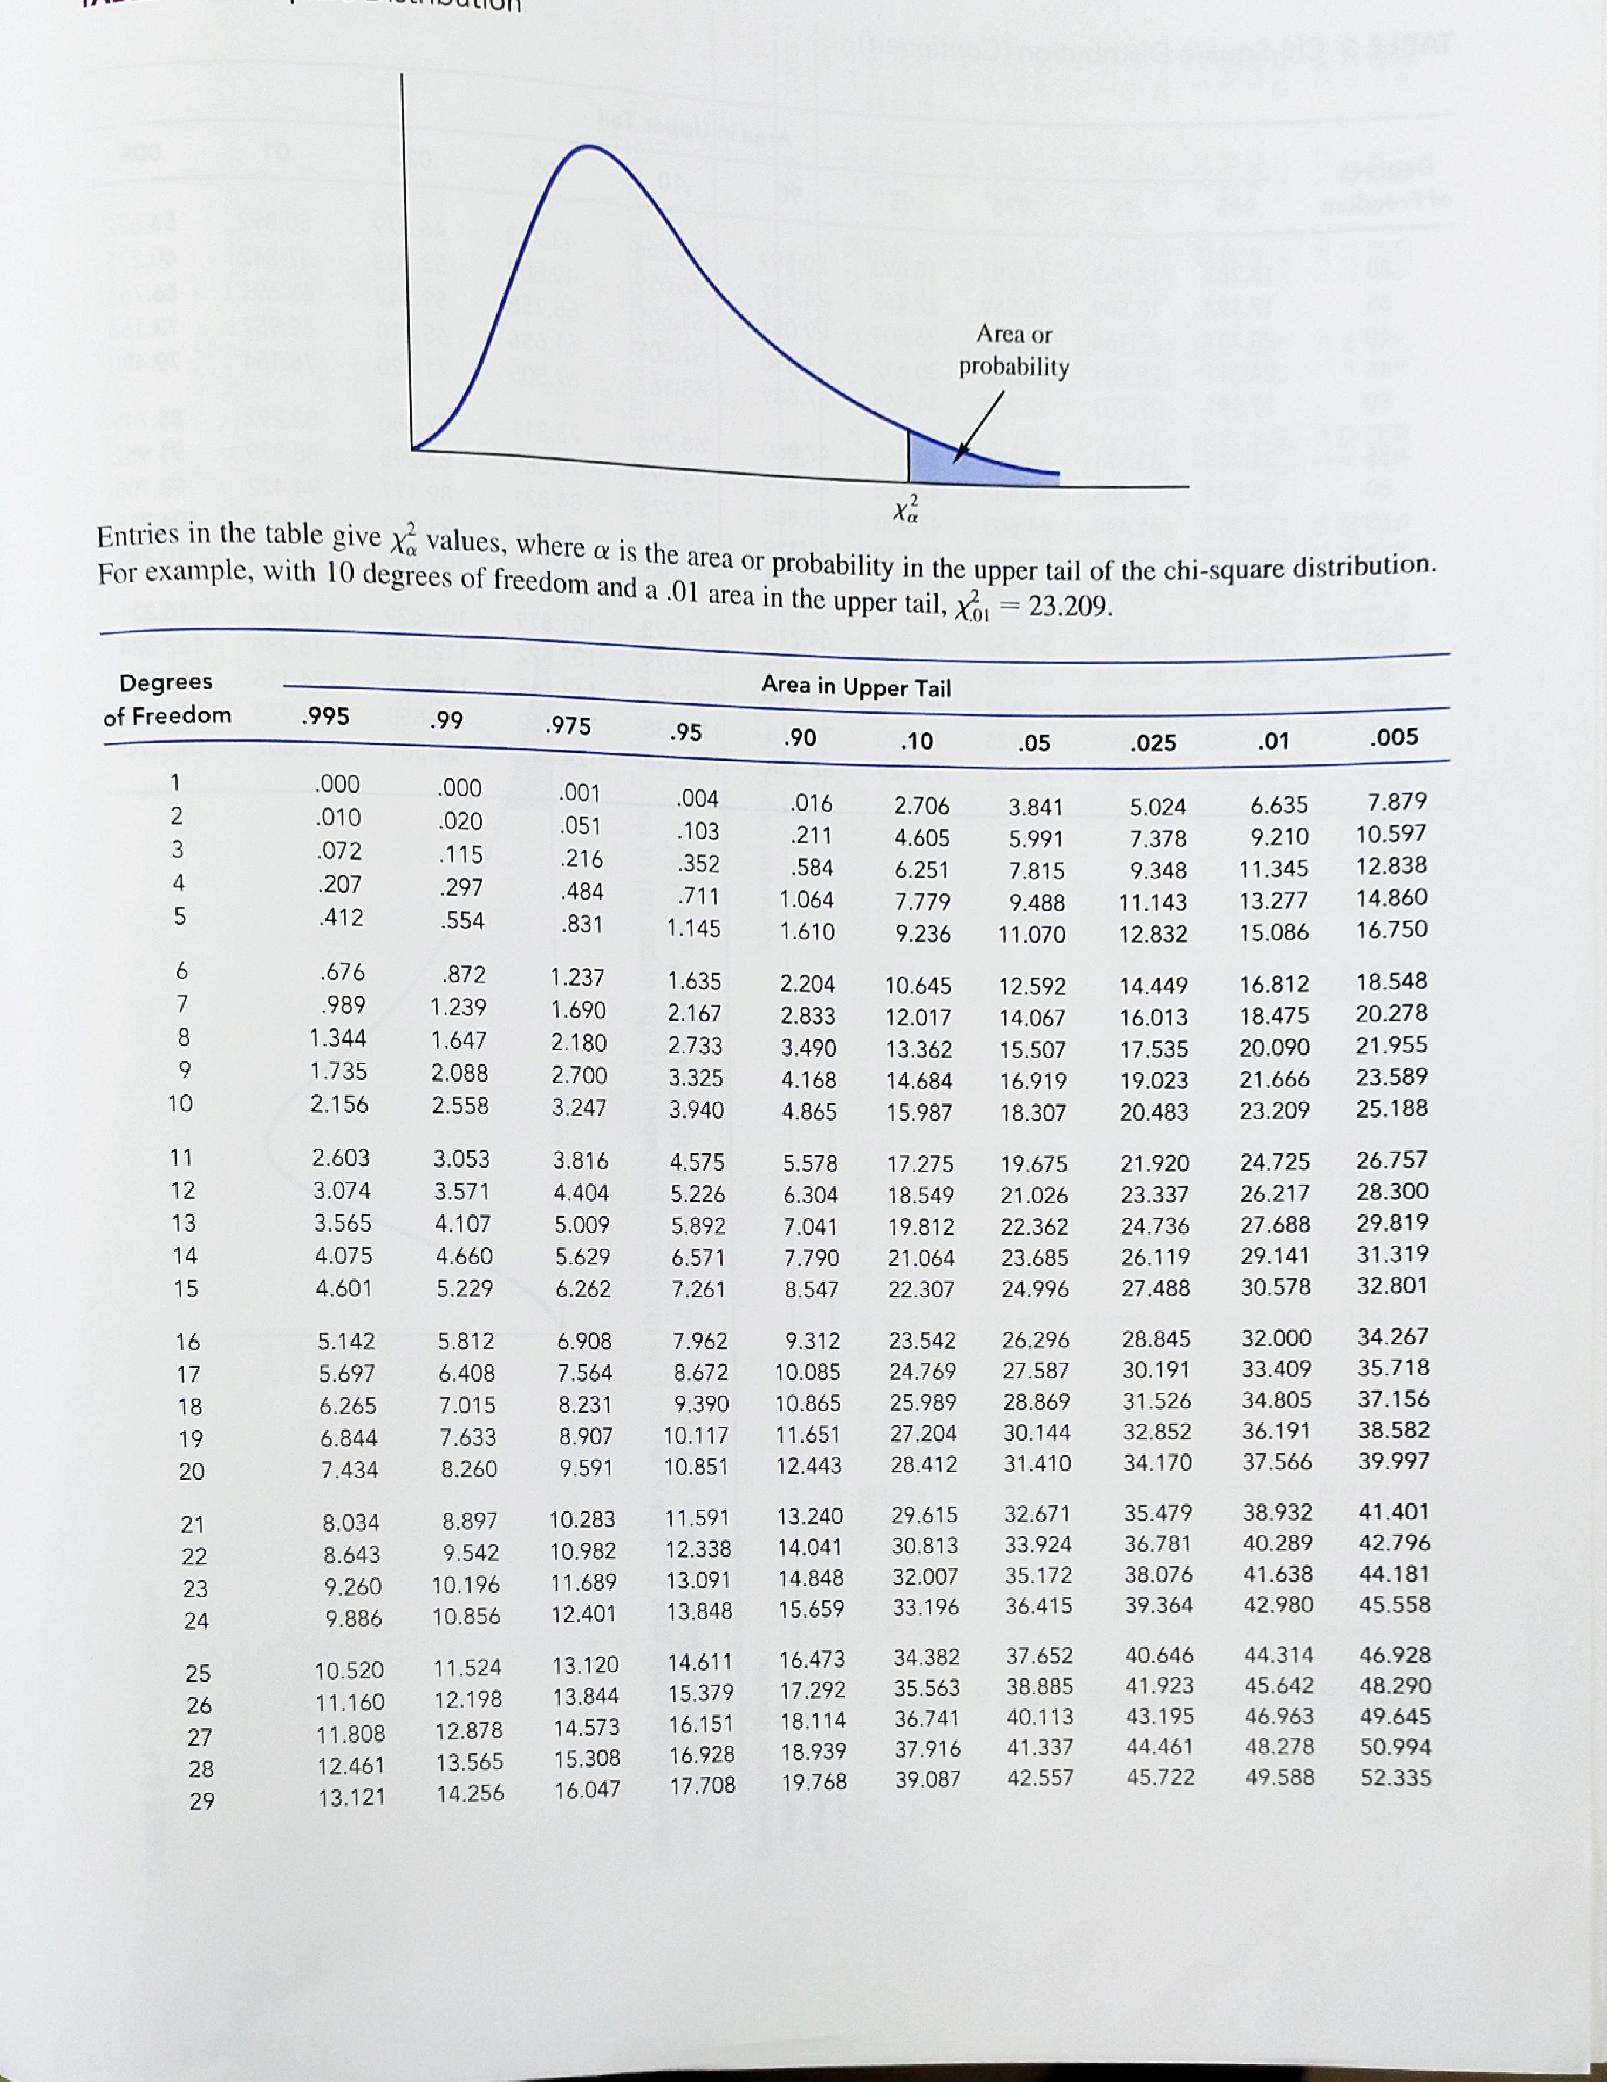 Area or
probability
χ²α
Entries in the table give χ²α values, where α is the area or probability in the upper tail of the chi-square distribution.
For example, with 10 degrees of freedom and a .01 area in the upper tail, χ².01 = 23.209.
Degrees
of Freedom
Area in Upper Tail
.995 .99 .975 .95 .90 .10 .05 .025 .01 .005
1 .000 .000 .001 .004 .016 2.706 3.841 5.024 6.635 7.879
2 .010 .020 .051 .103 .211 4.605 5.991 7.378 9.210 10.597
3 .072 .115 .216 .352 .584 6.251 7.815 9.348 11.345 12.838
4 .207 .297 .484 .711 1.064 7.779 9.488 11.143 13.277 14.860
5 .412 .554 .831 1.145 1.610 9.236 11.070 12.832 15.086 16.750
6 .676 .872 1.237 1.635 2.204 10.645 12.592 14.449 16.812 18.548
7 .989 1.239 1.690 2.167 2.833 12.017 14.067 16.013 18.475 20.278
8 1.344 1.647 2.180 2.733 3.490 13.362 15.507 17.535 20.090 21.955
9 1.735 2.088 2.700 3.325 4.168 14.684 16.919 19.023 21.666 23.589
10 2.156 2.558 3.247 3.940 4.865 15.987 18.307 20.483 23.209 25.188
11 2.603 3.053 3.816 4.575 5.578 17.275 19.675 21.920 24.725 26.757
12 3.074 3.571 4.404 5.226 6.304 18.549 21.026 23.337 26.217 28.300
13 3.565 4.107 5.009 5.892 7.041 19.812 22.362 24.736 27.688 29.819
14 4.075 4.660 5.629 6.571 7.790 21.064 23.685 26.119 29.141 31.319
15 4.601 5.229 6.262 7.261 8.547 22.307 24.996 27.488 30.578 32.801
16 5.142 5.812 6.908 7.962 9.312 23.542 26.296 28.845 32.000 34.267
17 5.697 6.408 7.564 8.672 10.085 24.769 27.587 30.191 33.409 35.718
18 6.265 7.015 8.231 9.390 10.865 25.989 28.869 31.526 34.805 37.156
19 6.844 7.633 8.907 10.117 11.651 27.204 30.144 32.852 36.191 38.582
20 7.434 8.260 9.591 10.851 12.443 28.412 31.410 34.170 37.566 39.997
21 8.034 8.897 10.283 11.591 13.240 29.615 32.671 35.479 38.932 41.401
22 8.643 9.542 10.982 12.338 14.041 30.813 33.924 36.781 40.289 42.796
23 9.260 10.196 11.689 13.091 14.848 32.007 35.172 38.076 41.638 44.181
24 9.886 10.856 12.401 13.848 15.659 33.196 36.415 39.364 42.980 45.558
25 10.520 11.524 13.120 14.611 16.473 34.382 37.652 40.646 44.314 46.928
26 11.160 12.198 13.844 15.379 17.292 35.563 38.885 41.923 45.642 48.290
27 11.808 12.878 14.573 16.151 18.114 36.741 40.113 43.195 46.963 49.645
28 12.461 13.565 15.308 16.928 18.939 37.916 41.337 44.461 48.278 50.994
29 13.121 14.256 16.047 17.708 19.768 39.087 42.557 45.722 49.588 52.335